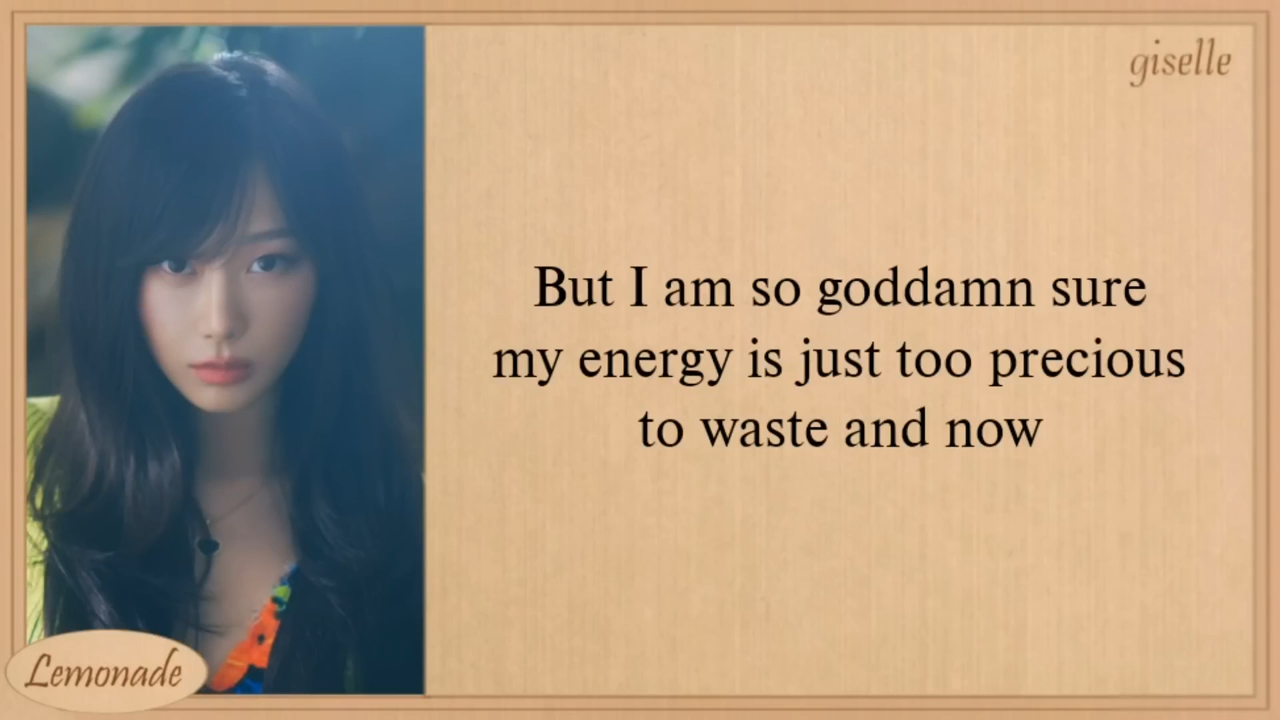 giselle
But I am so goddamn sure
my energy is just too precious
to waste and now
Lemonade